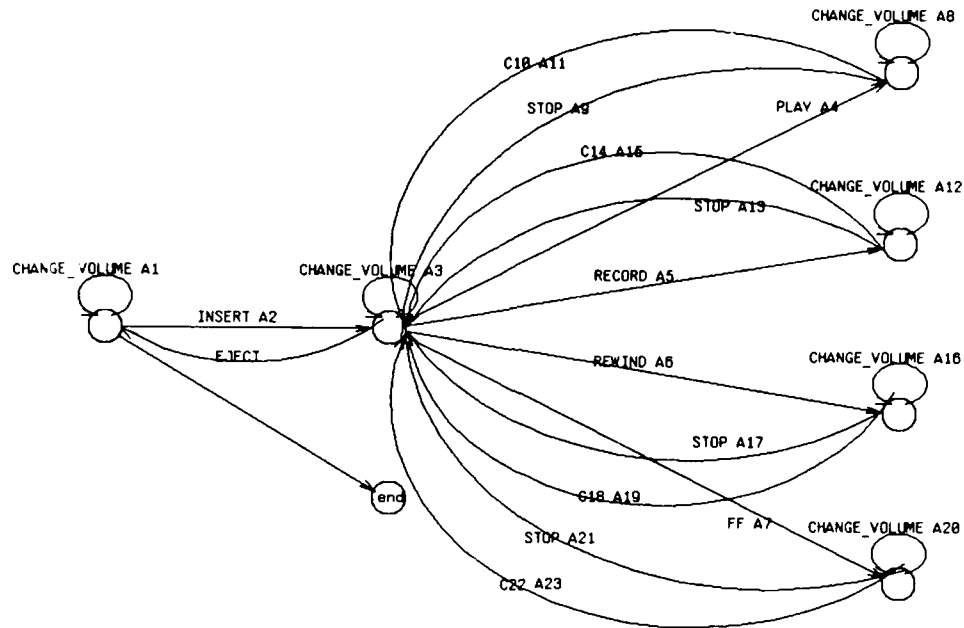 CHANGE_VOLUME A8
C10 A11
STOP A9
PLAY A4
C14 A15
CHANGE_VOLUME A12
STOP A13
CHANGE_VOLUME A1
CHANGE_VOLUME A3
RECORD A5
INSERT A2
EJECT
REWIND A6
CHANGE_VOLUME A16
STOP A17
C18 A19
end
FF A7
CHANGE_VOLUME A20
STOP A21
C22 A23